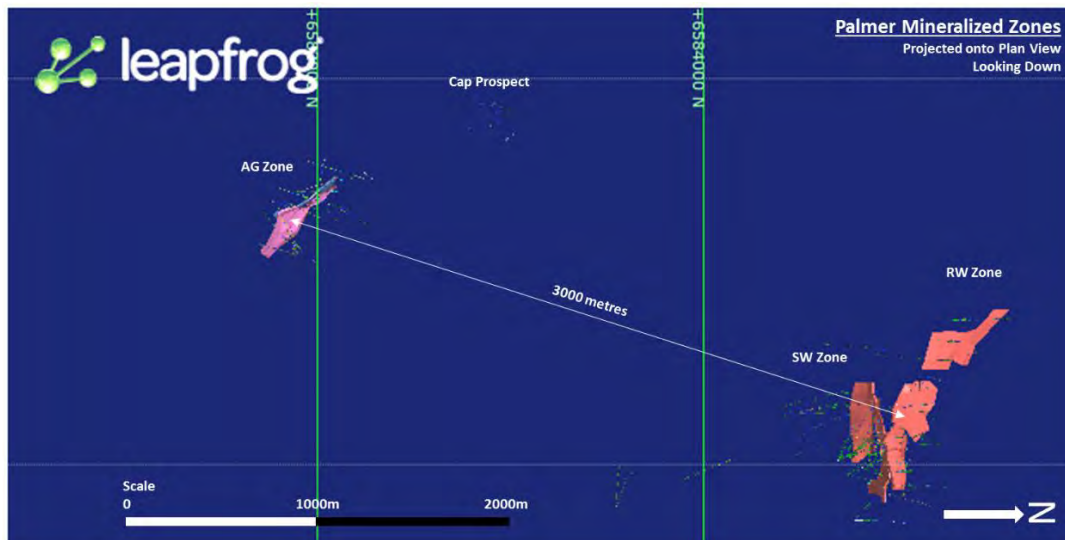 leapfrog
Palmer Mineralized Zones
Projected onto Plan View
Looking Down
+6584000 N
Cap Prospect
AG Zone
3000 metres
RW Zone
SW Zone
Scale
0 1000m 2000m
N